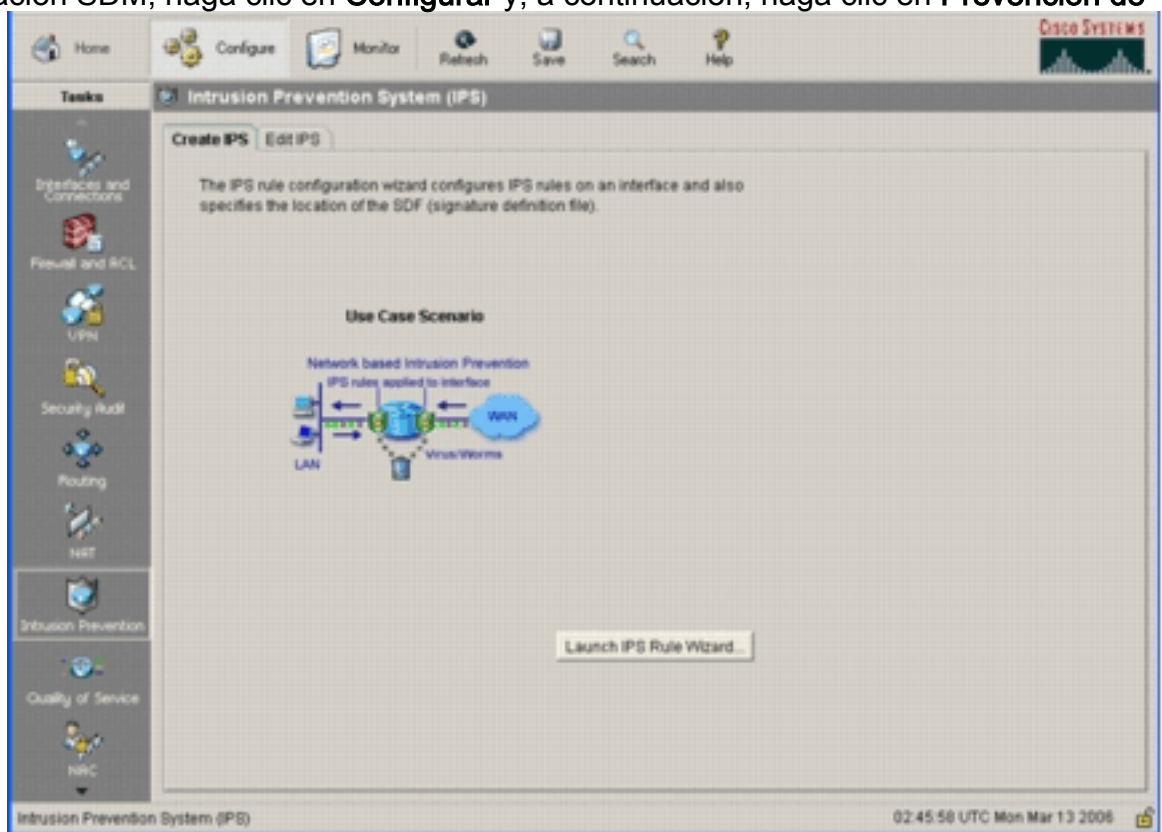 ación SDM, haga clic en Configurar y, a continuación, haga clic en Prevención de
Home
Configure
Monitor
Refresh
Save
Search
Help
CISCO SYSTEMS
Tasks
Intrusion Prevention System (IPS)
Create IPS
Edit IPS
The IPS rule configuration wizard configures IPS rules on an interface and also
specifies the location of the SDF (signature definition file).
Interfaces and
Connections
Firewall and ACL
VPN
Security Audit
Routing
NAT
Intrusion Prevention
Quality of Service
NAC
Use Case Scenario
Network based Intrusion Prevention
IPS rules applied to interface
WAN
LAN
Virus/Worms
Launch IPS Rule Wizard...
Intrusion Prevention System (IPS)
02:45:58 UTC Mon Mar 13 2006